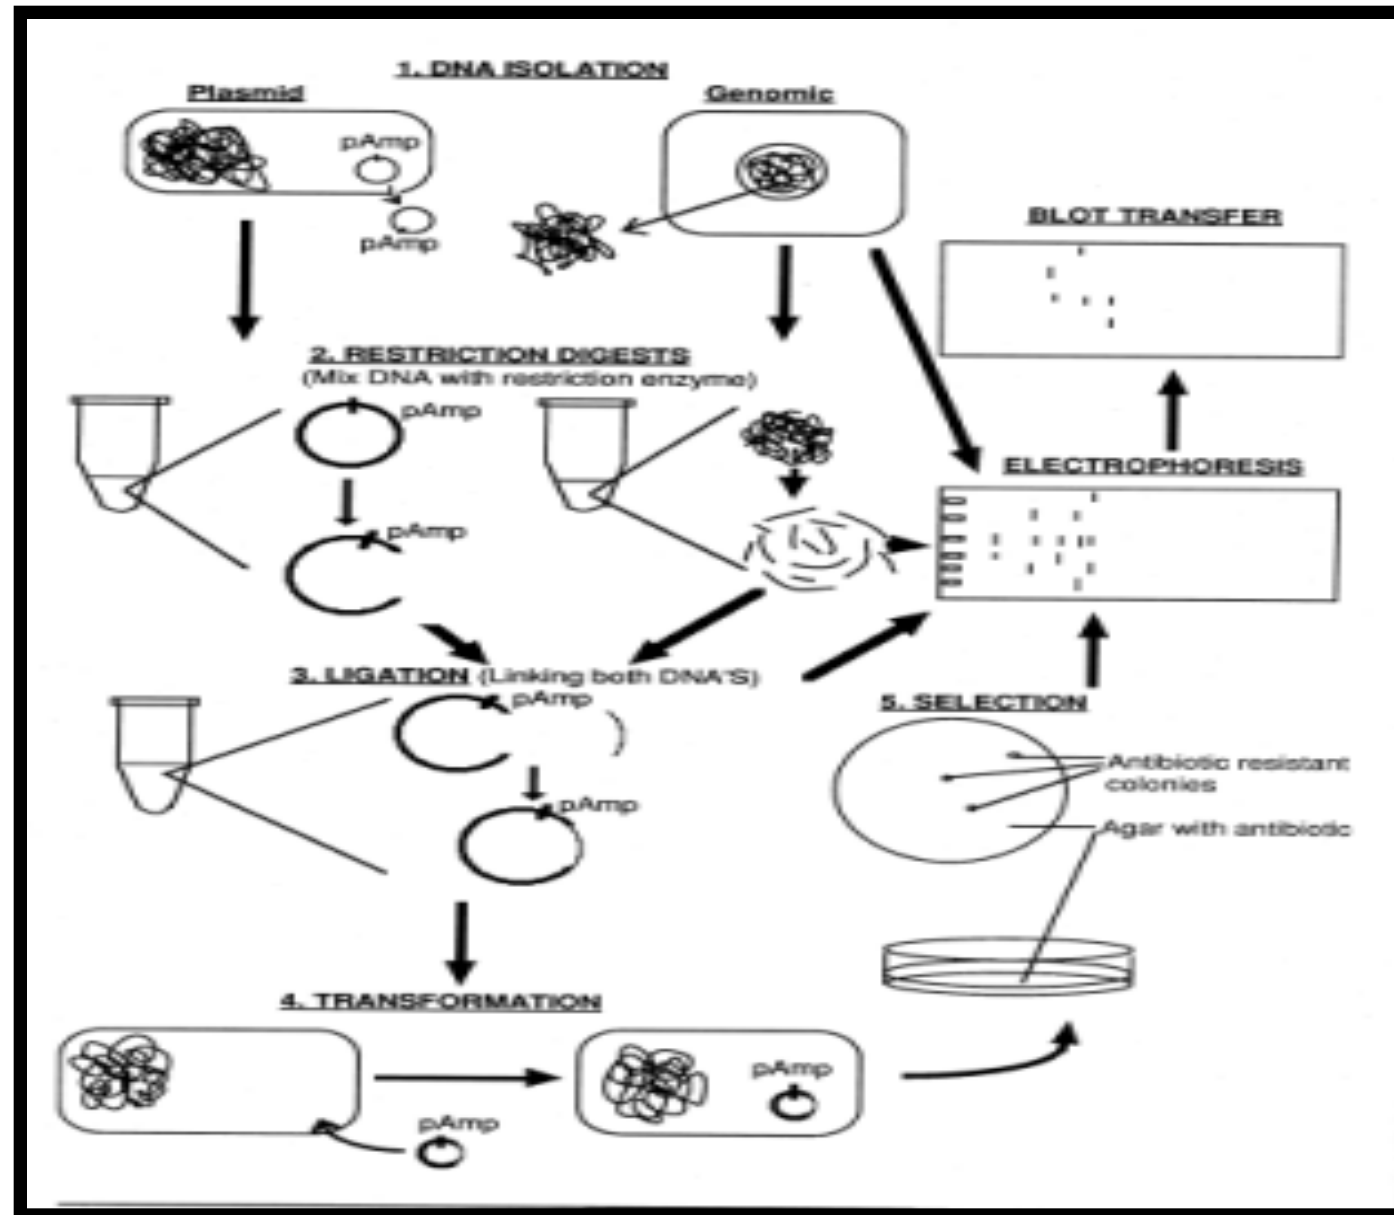 1. DNA ISOLATION
Plasmid
Genomic
pAmp
pAmp
BLOT TRANSFER
2. RESTRICTION DIGESTS
(Mix DNA with restriction enzyme)
pAmp
pAmp
ELECTROPHORESIS
3. LIGATION (Linking both DNA'S)
pAmp
pAmp
5. SELECTION
Antibiotic resistant
colonies
Agar with antibiotic
4. TRANSFORMATION
pAmp
pAmp